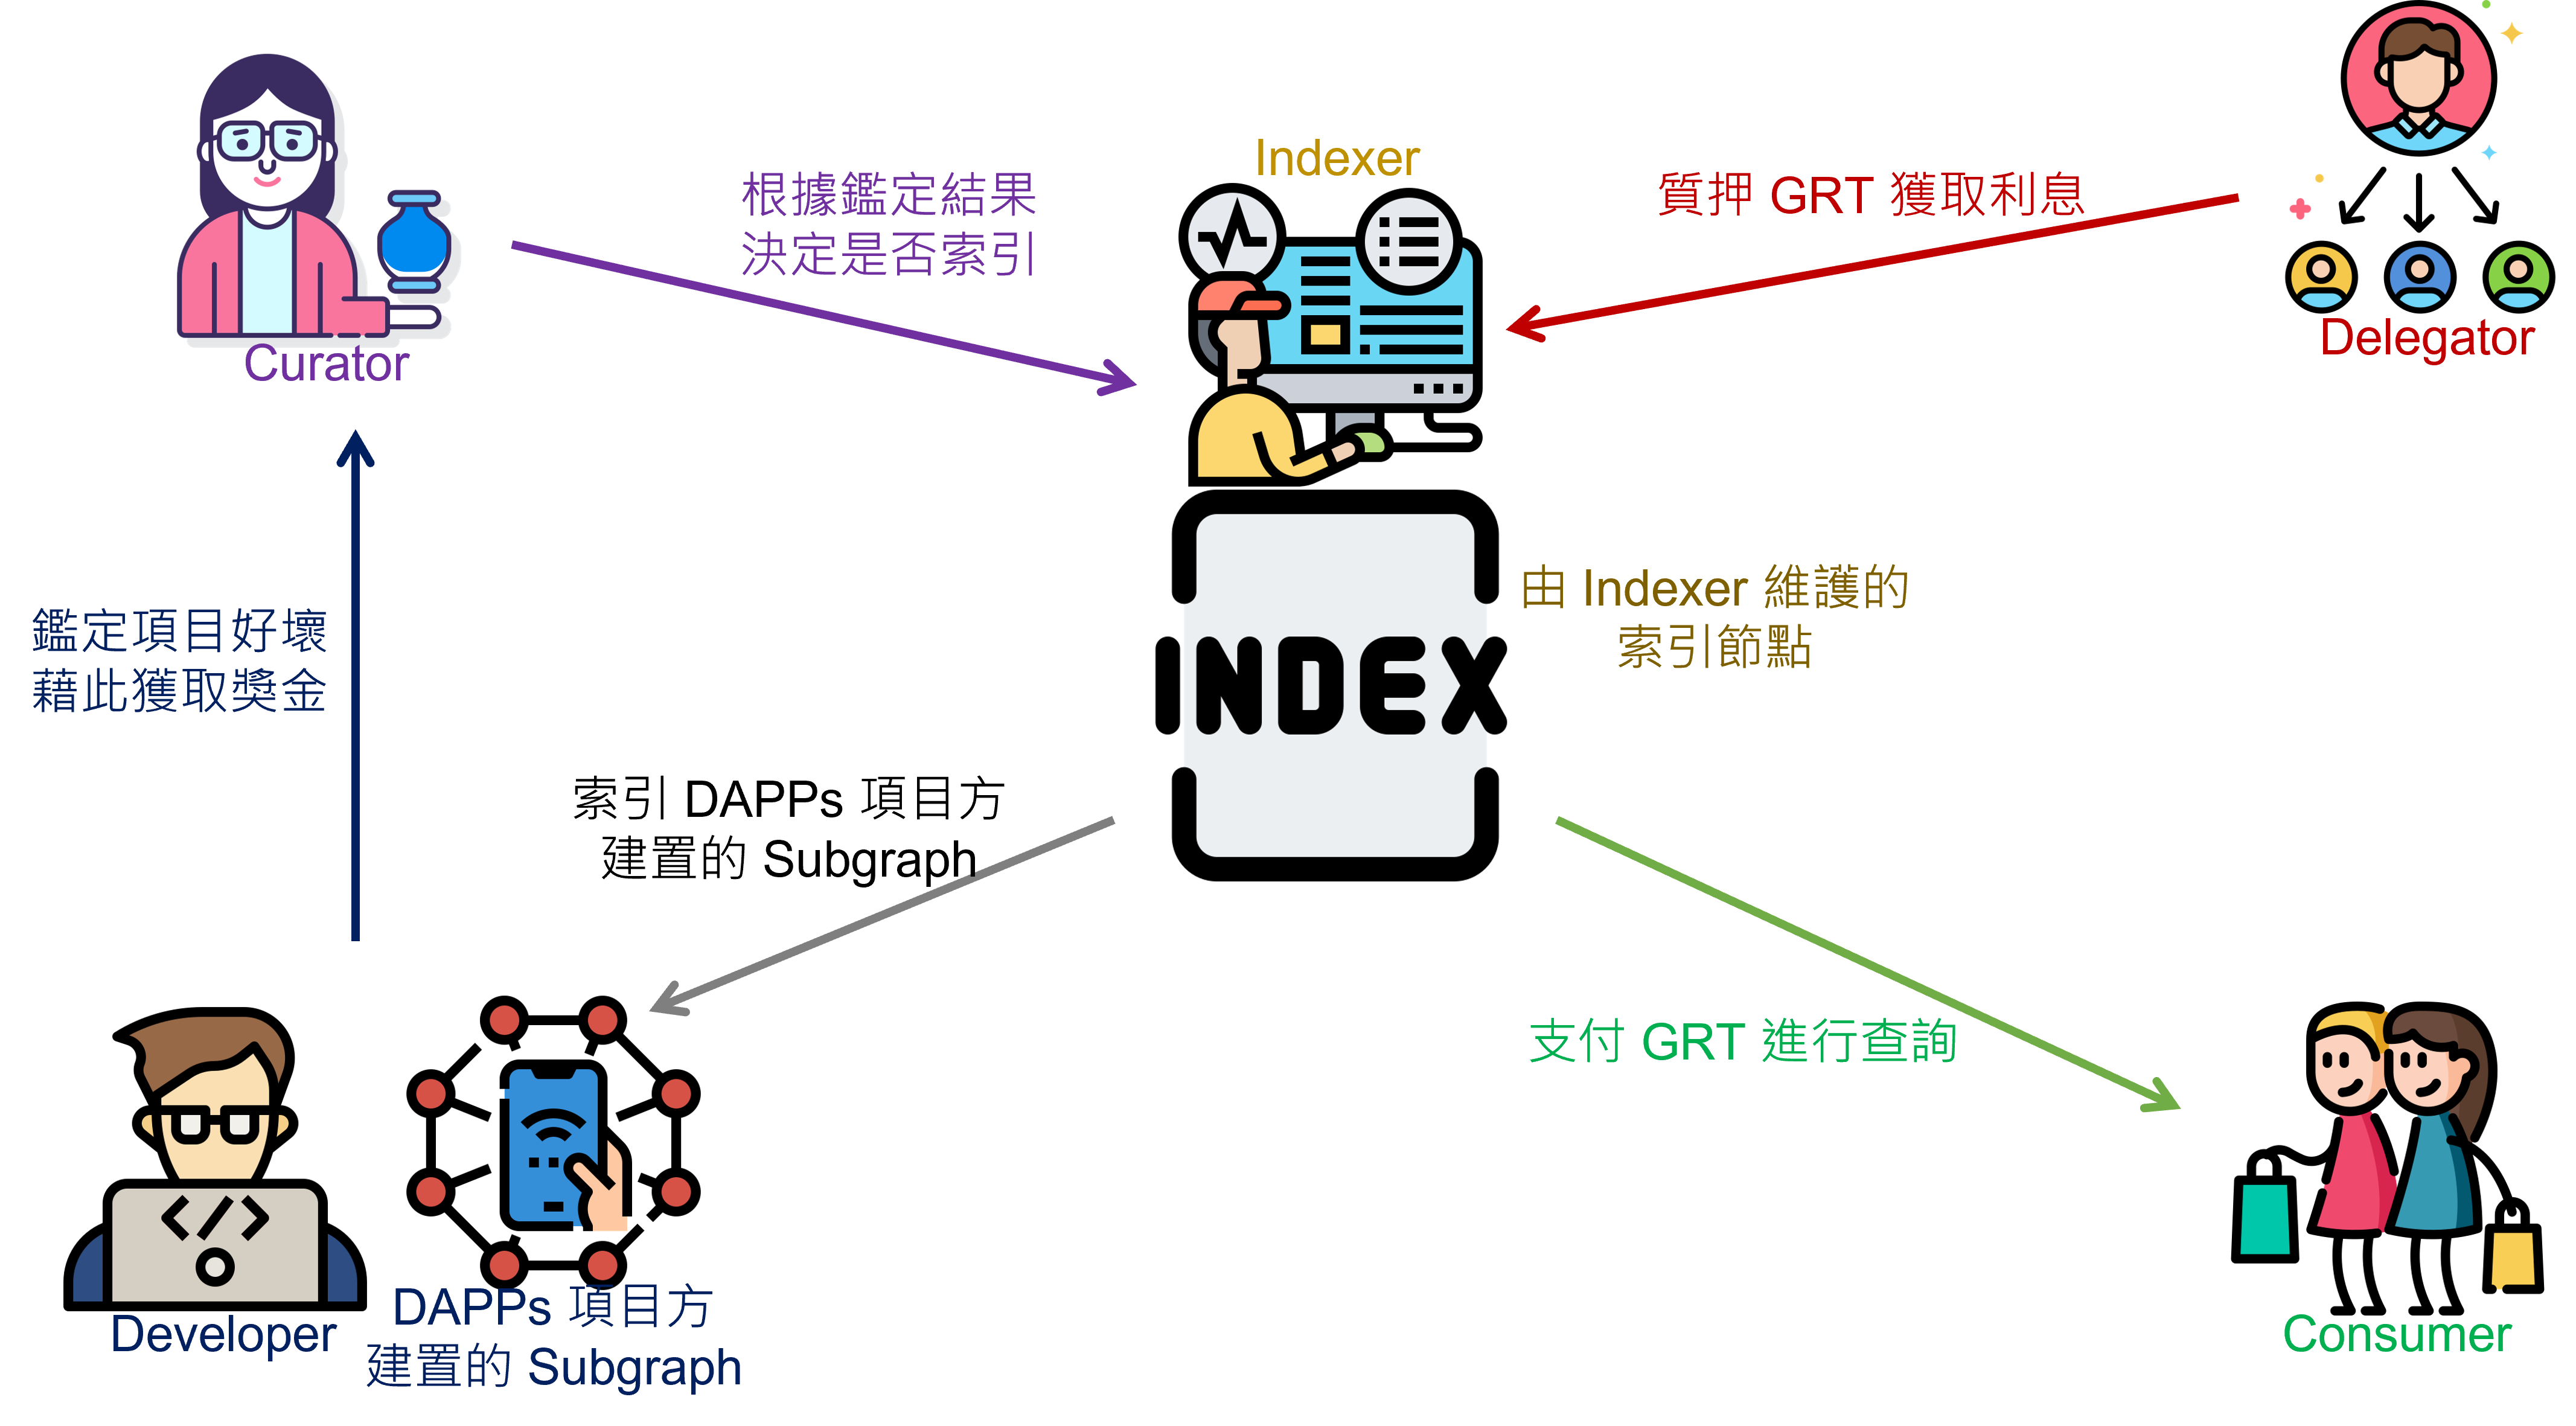 Indexer
根據鑑定結果
決定是否索引
質押 GRT 獲取利息
Curator
Delegator
由 Indexer 維護的
索引節點
鑑定項目好壞
藉此獲取獎金
INDEX
索引 DAPPs 項目方
建置的 Subgraph
支付 GRT 進行查詢
Developer
DAPPs 項目方
建置的 Subgraph
Consumer